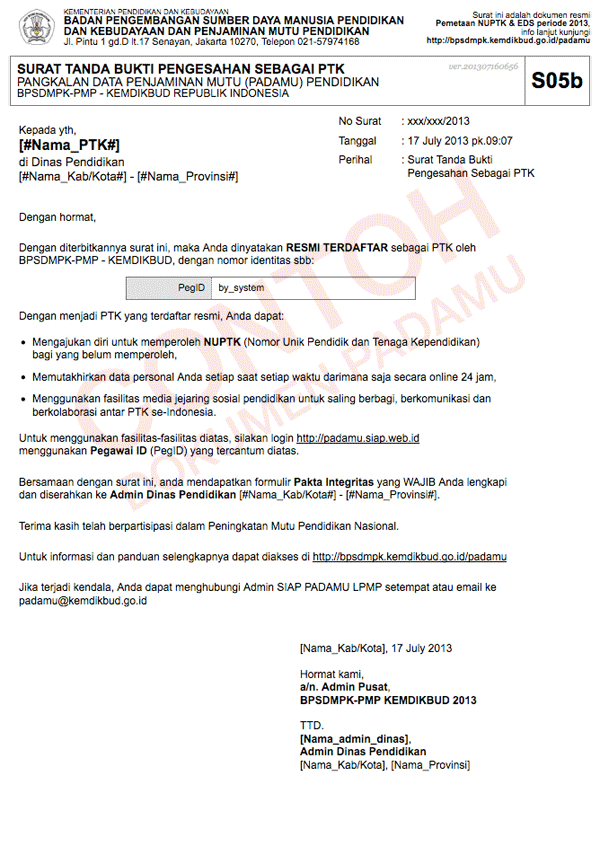 KEMENTERIAN PENDIDIKAN DAN KEBUDAYAAN
BADAN PENGEMBANGAN SUMBER DAYA MANUSIA PENDIDIKAN
DAN KEBUDAYAAN DAN PENJAMINAN MUTU PENDIDIKAN
Jl. Pintu 1 gd.D lt.17 Senayan, Jakarta 10270, Telepon 021-57974168
Surat ini adalah dokumen resmi
Pemetaan NUPTK & EDS periode 2013,
info lanjut kunjungi
http://bpsdmpk.kemdikbud.go.id/padamu
SURAT TANDA BUKTI PENGESAHAN SEBAGAI PTK
PANGKALAN DATA PENJAMINAN MUTU (PADAMU) PENDIDIKAN
BPSDMPK-PMP - KEMDIKBUD REPUBLIK INDONESIA
ver.201307160656
S05b
Kepada yth,
[#Nama_PTK#]
di Dinas Pendidikan
[#Nama_Kab/Kota#] - [#Nama_Provinsi#]
No Surat : xxx/xxx/2013
Tanggal : 17 July 2013 pk.09:07
Perihal : Surat Tanda Bukti
Pengesahan Sebagai PTK
Dengan hormat,
Dengan diterbitkannya surat ini, maka Anda dinyatakan RESMI TERDAFTAR sebagai PTK oleh
BPSDMPK-PMP - KEMDIKBUD, dengan nomor identitas sbb:
PegID by_system
Dengan menjadi PTK yang terdaftar resmi, Anda dapat:
• Mengajukan diri untuk memperoleh NUPTK (Nomor Unik Pendidik dan Tenaga Kependidikan)
bagi yang belum memperoleh,
• Memutakhirkan data personal Anda setiap saat setiap waktu darimana saja secara online 24 jam,
• Menggunakan fasilitas media jejaring sosial pendidikan untuk saling berbagi, berkomunikasi dan
berkolaborasi antar PTK se-Indonesia.
Untuk menggunakan fasilitas-fasilitas diatas, silakan login http://padamu.siap.web.id
menggunakan Pegawai ID (PegID) yang tercantum diatas.
Bersamaan dengan surat ini, anda mendapatkan formulir Pakta Integritas yang WAJIB Anda lengkapi
dan diserahkan ke Admin Dinas Pendidikan [#Nama_Kab/Kota#] - [#Nama_Provinsi#].
Terima kasih telah berpartisipasi dalam Peningkatan Mutu Pendidikan Nasional.
Untuk informasi dan panduan selengkapnya dapat diakses di http://bpsdmpk.kemdikbud.go.id/padamu
Jika terjadi kendala, Anda dapat menghubungi Admin SIAP PADAMU LPMP setempat atau email ke
padamu@kemdikbud.go.id
CONTOH
DOKUMEN PADAMU
[Nama_Kab/Kota], 17 July 2013
Hormat kami,
a/n. Admin Pusat,
BPSDMPK-PMP KEMDIKBUD 2013
TTD.
[Nama_admin_dinas],
Admin Dinas Pendidikan
[Nama_Kab/Kota], [Nama_Provinsi]